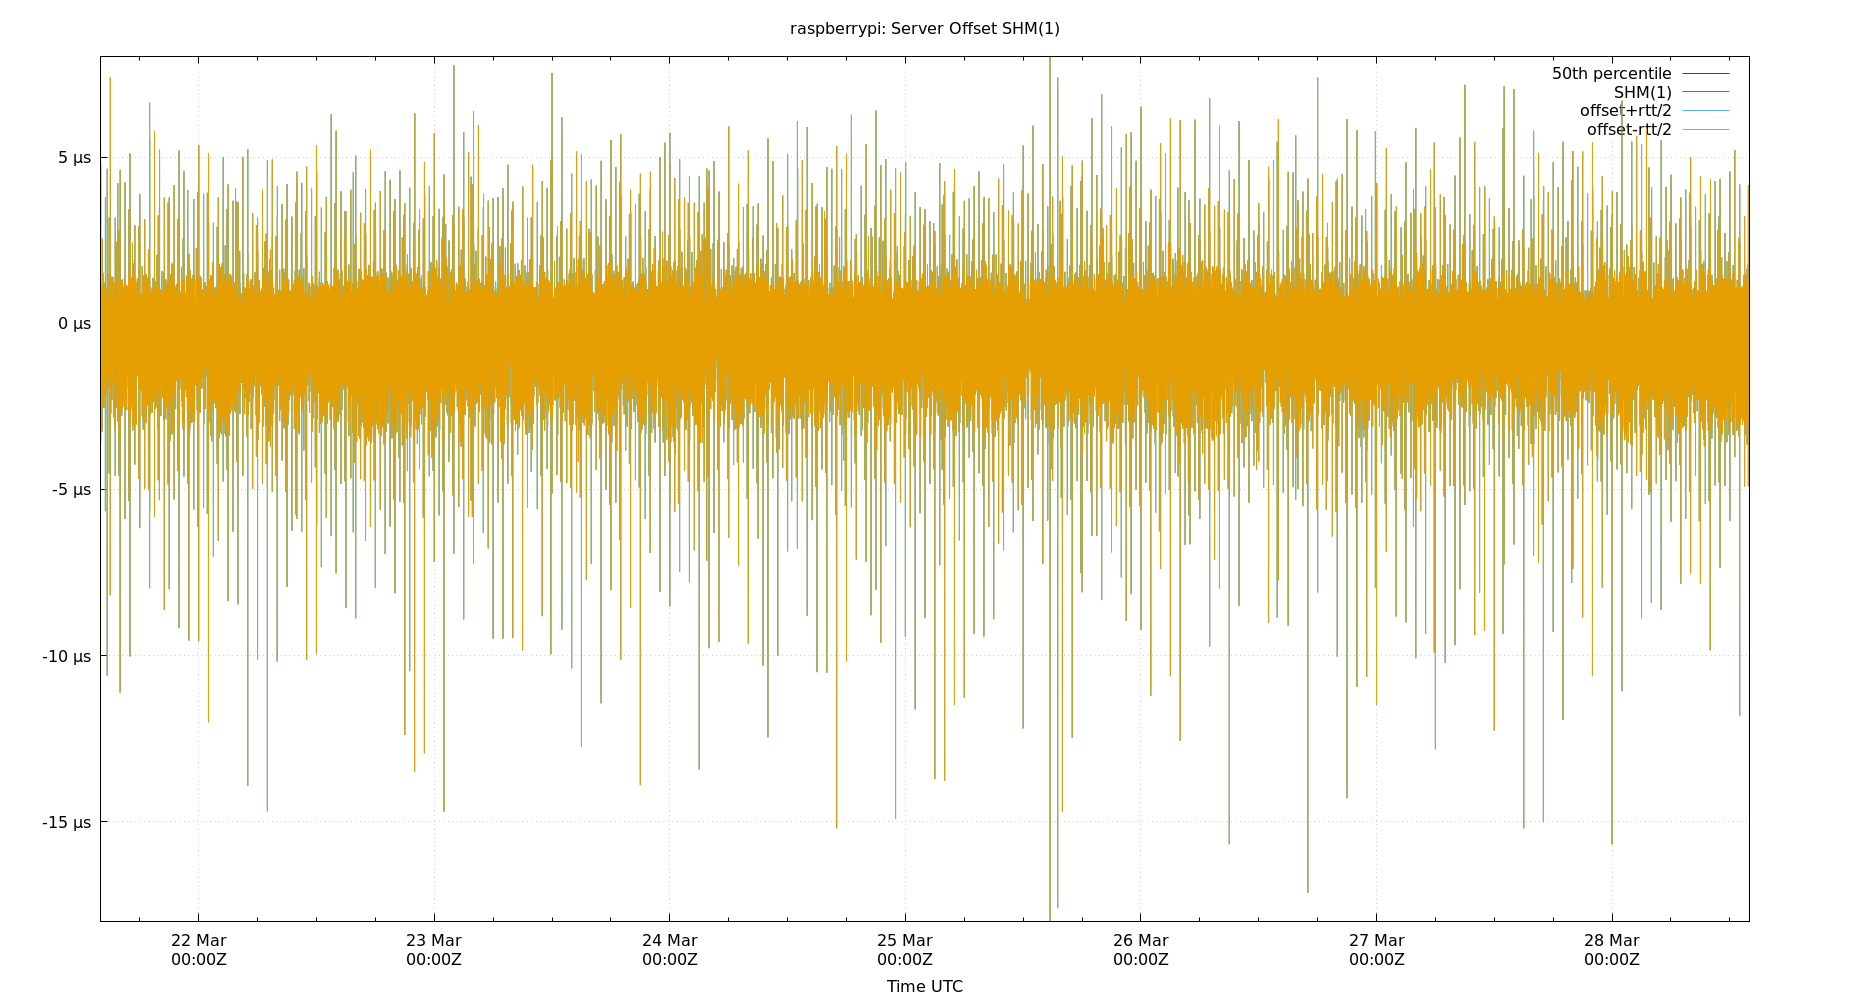 raspberrypi: Server Offset SHM(1)
50th percentile
SHM(1)
offset+rtt/2
offset-rtt/2
5 µs
0 µs
-5 µs
-10 µs
-15 µs
22 Mar 23 Mar 24 Mar 25 Mar 26 Mar 27 Mar 28 Mar
00:00Z 00:00Z 00:00Z 00:00Z 00:00Z 00:00Z 00:00Z
Time UTC